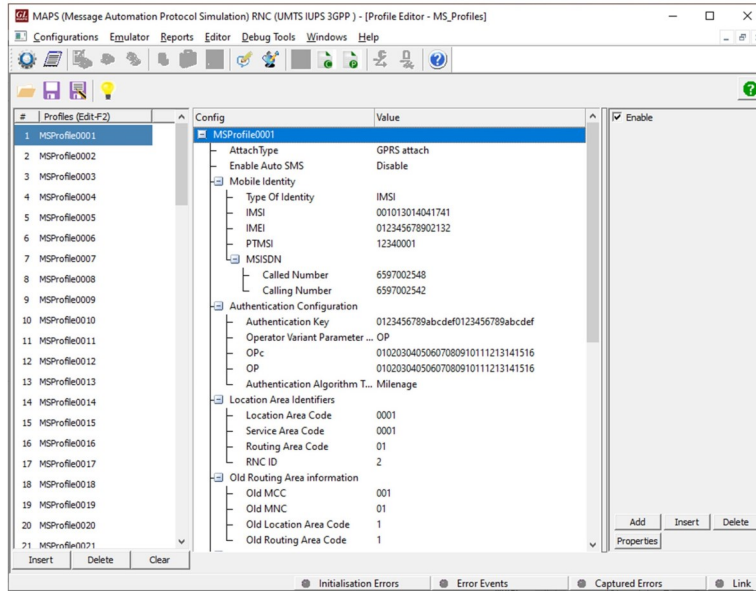 GL MAPS (Message Automation Protocol Simulation) RNC (UMTS IUPS 3GPP ) - [Profile Editor - MS_Profiles]
Configurations Emulator Reports Editor Debug Tools Windows Help
# Profiles (Edit-F2)
1 MSProfile0001
2 MSProfile0002
3 MSProfile0003
4 MSProfile0004
5 MSProfile0005
6 MSProfile0006
7 MSProfile0007
8 MSProfile0008
9 MSProfile0009
10 MSProfile0010
11 MSProfile0011
12 MSProfile0012
13 MSProfile0013
14 MSProfile0014
15 MSProfile0015
16 MSProfile0016
17 MSProfile0017
18 MSProfile0018
19 MSProfile0019
20 MSProfile0020
21 MSProfile0021
Insert Delete Clear
Config Value
MSProfile0001
AttachType GPRS attach
Enable Auto SMS Disable
Mobile Identity
Type Of Identity IMSI
IMSI 001013014041741
IMEI 012345678902132
PTMSI 12340001
MSISDN
Called Number 6597002548
Calling Number 6597002542
Authentication Configuration
Authentication Key 0123456789abcdef0123456789abcdef
Operator Variant Parameter ... OP
OPc 01020304050607080910111213141516
OP 01020304050607080910111213141516
Authentication Algorithm T... Milenage
Location Area Identifiers
Location Area Code 0001
Service Area Code 0001
Routing Area Code 01
RNC ID 2
Old Routing Area information
Old MCC 001
Old MNC 01
Old Location Area Code 1
Old Routing Area Code 1
Enable
Add Insert Delete
Properties
Initialisation Errors Error Events Captured Errors Link